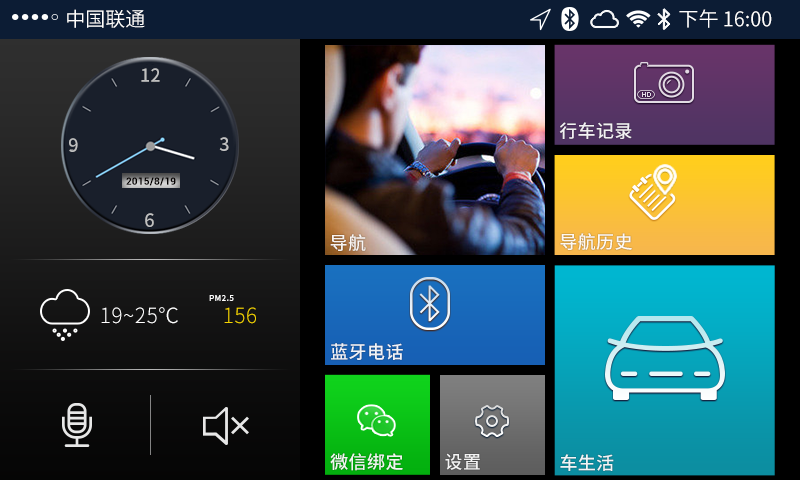 中国联通
下午 16:00
12
3
6
9
2015/8/19
19~25℃
PM2.5
156
导航
HD
行车记录
导航历史
蓝牙电话
微信绑定
设置
车生活